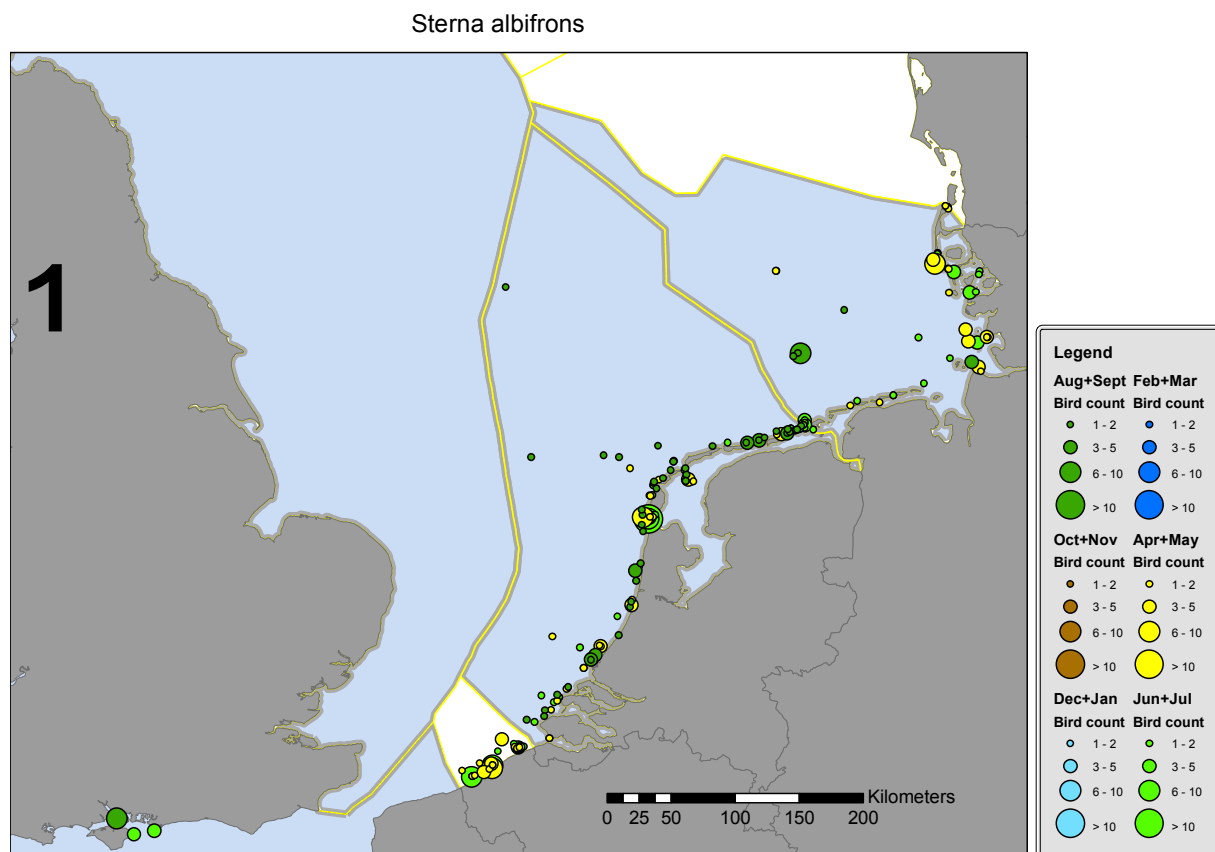 Sterna albifrons
1
Kilometers
0 25 50 100 150 200
Legend
Aug+Sept Feb+Mar
Bird count Bird count
1 - 2 1 - 2
3 - 5 3 - 5
6 - 10 6 - 10
> 10 > 10
Oct+Nov Apr+May
Bird count Bird count
1 - 2 1 - 2
3 - 5 3 - 5
6 - 10 6 - 10
> 10 > 10
Dec+Jan Jun+Jul
Bird count Bird count
1 - 2 1 - 2
3 - 5 3 - 5
6 - 10 6 - 10
> 10 > 10